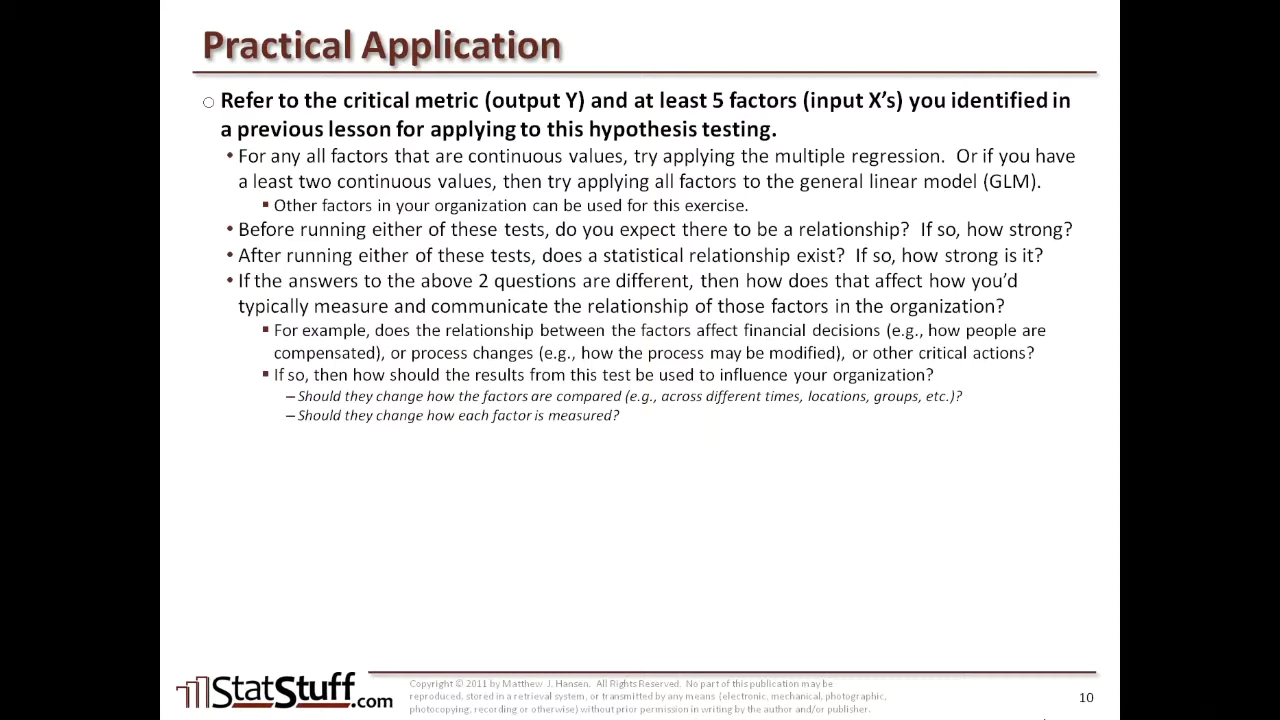 Practical Application
○ Refer to the critical metric (output Y) and at least 5 factors (input X's) you identified in
a previous lesson for applying to this hypothesis testing.
• For any all factors that are continuous values, try applying the multiple regression. Or if you have
a least two continuous values, then try applying all factors to the general linear model (GLM).
▪ Other factors in your organization can be used for this exercise.
• Before running either of these tests, do you expect there to be a relationship? If so, how strong?
• After running either of these tests, does a statistical relationship exist? If so, how strong is it?
• If the answers to the above 2 questions are different, then how does that affect how you'd
typically measure and communicate the relationship of those factors in the organization?
▪ For example, does the relationship between the factors affect financial decisions (e.g., how people are
compensated), or process changes (e.g., how the process may be modified), or other critical actions?
▪ If so, then how should the results from this test be used to influence your organization?
– Should they change how the factors are compared (e.g., across different times, locations, groups, etc.)?
– Should they change how each factor is measured?
StatStuff.com
Copyright © 2011 by Matthew J. Hansen. All Rights Reserved. No part of this publication may be
reproduced, stored in a retrieval system, or transmitted by any means (electronic, mechanical, photographic,
photocopying, recording or otherwise) without prior permission in writing by the author and/or publisher.
10